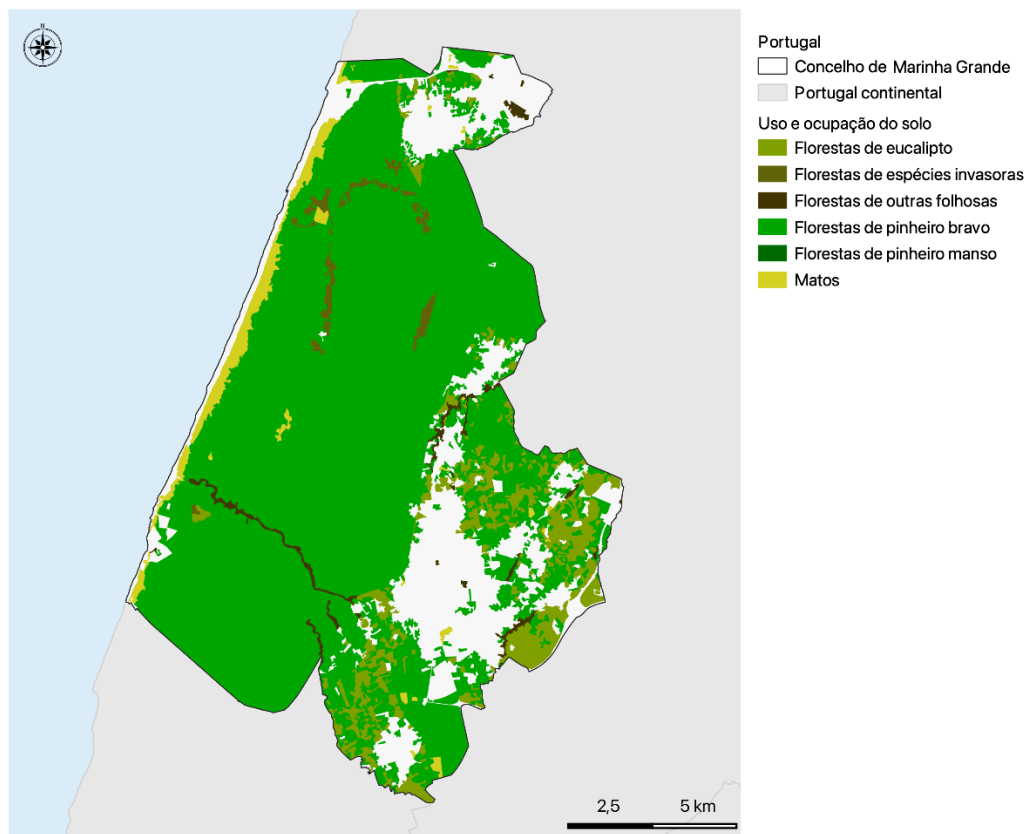 N
Portugal
Concelho de Marinha Grande
Portugal continental
Uso e ocupação do solo
Florestas de eucalipto
Florestas de espécies invasoras
Florestas de outras folhosas
Florestas de pinheiro bravo
Florestas de pinheiro manso
Matos
2,5 5 km